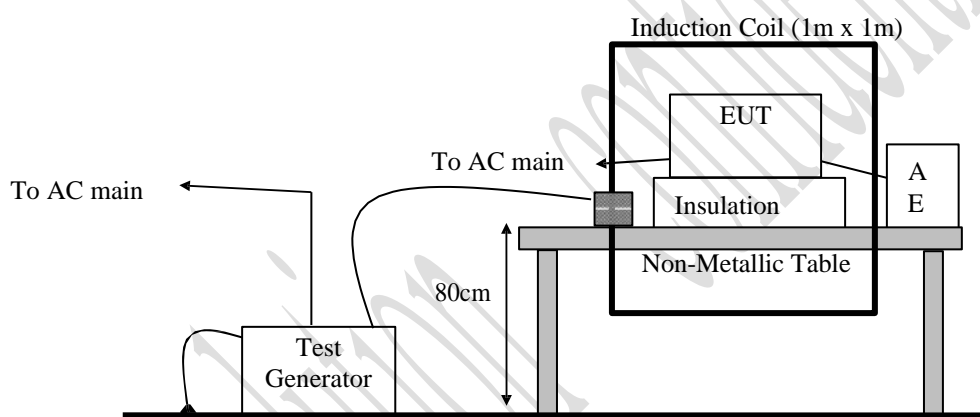 Induction Coil (1m x 1m)
EUT
To AC main
To AC main
A
E
Insulation
Non-Metallic Table
80cm
Test
Generator